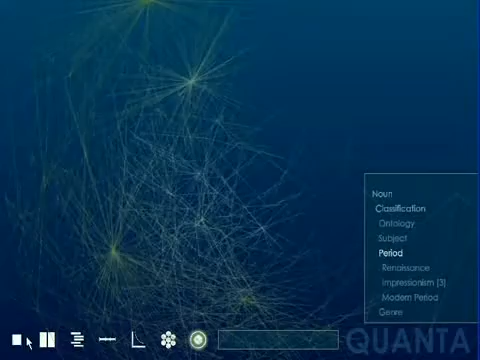 Noun
Classification
Ontology
Subject
Period
Renaissance
Impressionism [3]
Modern Period
Genre
QUANTA